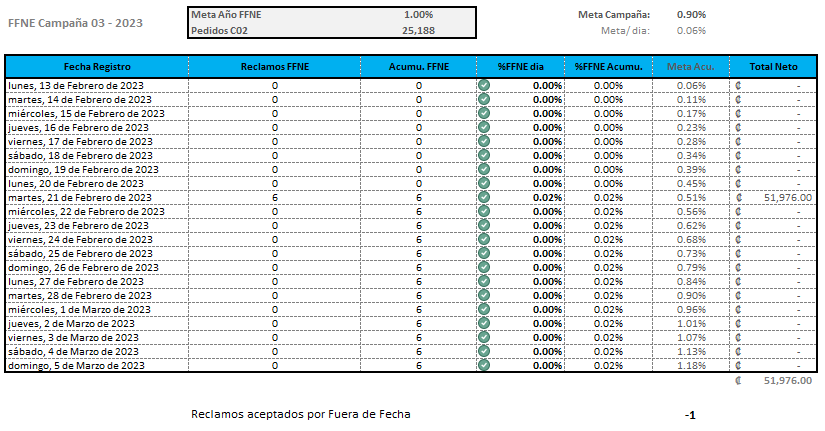 FFNE Campaña 03 - 2023
Meta Año FFNE 1.00%
Pedidos C02 25,188
Meta Campaña: 0.90%
Meta/ dia: 0.06%
Fecha Registro Reclamos FFNE Acumu. FFNE %FFNE dia %FFNE Acumu. Meta Acu. Total Neto
lunes, 13 de Febrero de 2023 0 0 0.00% 0.00% 0.06% ₡ -
martes, 14 de Febrero de 2023 0 0 0.00% 0.00% 0.11% ₡ -
miércoles, 15 de Febrero de 2023 0 0 0.00% 0.00% 0.17% ₡ -
jueves, 16 de Febrero de 2023 0 0 0.00% 0.00% 0.23% ₡ -
viernes, 17 de Febrero de 2023 0 0 0.00% 0.00% 0.28% ₡ -
sábado, 18 de Febrero de 2023 0 0 0.00% 0.00% 0.34% ₡ -
domingo, 19 de Febrero de 2023 0 0 0.00% 0.00% 0.39% ₡ -
lunes, 20 de Febrero de 2023 0 0 0.00% 0.00% 0.45% ₡ -
martes, 21 de Febrero de 2023 6 6 0.02% 0.02% 0.51% ₡ 51,976.00
miércoles, 22 de Febrero de 2023 6 0.00% 0.02% 0.56% ₡ -
jueves, 23 de Febrero de 2023 6 0.00% 0.02% 0.62% ₡ -
viernes, 24 de Febrero de 2023 6 0.00% 0.02% 0.68% ₡ -
sábado, 25 de Febrero de 2023 6 0.00% 0.02% 0.73% ₡ -
domingo, 26 de Febrero de 2023 6 0.00% 0.02% 0.79% ₡ -
lunes, 27 de Febrero de 2023 6 0.00% 0.02% 0.84% ₡ -
martes, 28 de Febrero de 2023 6 0.00% 0.02% 0.90% ₡ -
miércoles, 1 de Marzo de 2023 6 0.00% 0.02% 0.96% ₡ -
jueves, 2 de Marzo de 2023 6 0.00% 0.02% 1.01% ₡ -
viernes, 3 de Marzo de 2023 6 0.00% 0.02% 1.07% ₡ -
sábado, 4 de Marzo de 2023 6 0.00% 0.02% 1.13% ₡ -
domingo, 5 de Marzo de 2023 6 0.00% 0.02% 1.18% ₡ -
₡ 51,976.00
Reclamos aceptados por Fuera de Fecha -1